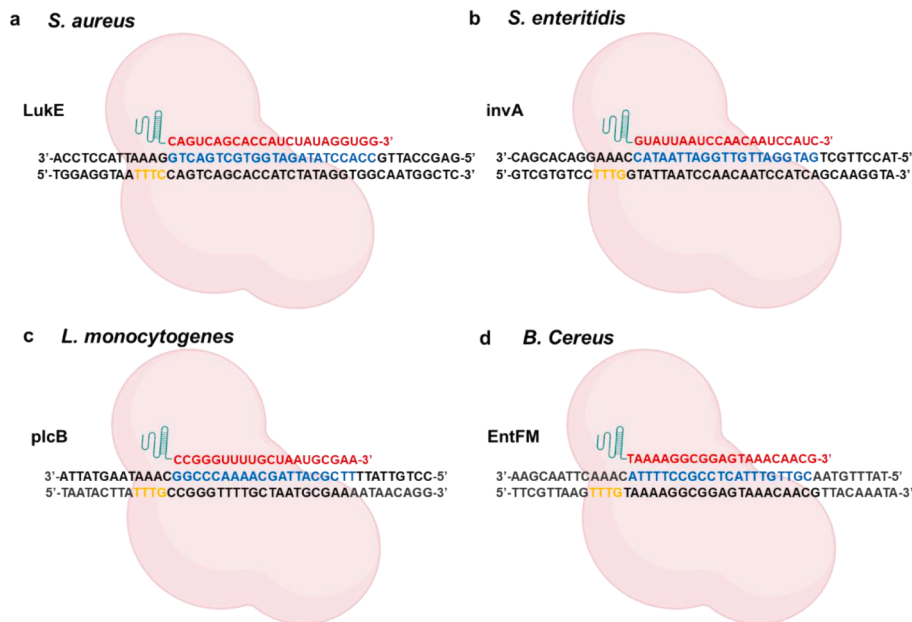 a S. aureus
LukE
CAGUCAGCACCAUCUAUAGGUGG-3'
3'-ACCTCCATTAAAGGTCAGTCGTGGTAGATATCCACCGTTACCGAG-5'
5'-TGGAGGTAATTTCCAGTCAGCACCATCTATAGGTGGCAATGGCTC-3'
b S. enteritidis
invA
GUAUUAAUCCAACAAUCCAUC-3'
3'-CAGCACAGGAAACCATAATTAGGTTGTTAGGTAGTCGTTCCAT-5'
5'-GTCGTGTCCTTTGGTATTAATCCAACAATCCATCAGCAAGGTA-3'
c L. monocytogenes
plcB
CCGGGUUUUGCUAAUGCGAA-3'
3'-ATTATGAATAAACGGCCCAAAACGATTACGCTTTTATTGTCC-5'
5'-TAATACTTATTTGCCGGGTTTTGCTAATGCGAAAATAACAGG-3'
d B. Cereus
EntFM
TAAAAGGCGGAGTAAACAACG-3'
3'-AAGCAATTCAAACATTTTCCGCCTCATTTGTTGCAATGTTTAT-5'
5'-TTCGTTAAGTTTGTAAAAGGCGGAGTAAACAACGTTACAAATA-3'